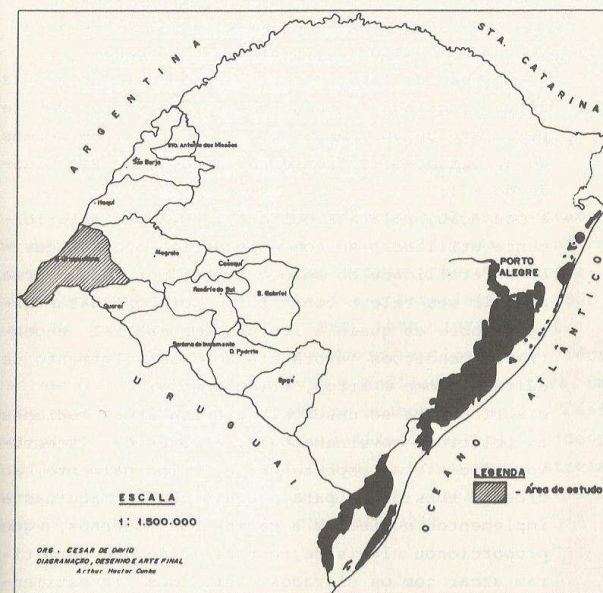 ARGENTINA
STA. CATARINA
STO. Antônio das Missões
São Borja
Itaqui
Uruguaiana
Alegrete
Cacequi
Rosário do Sul
S. Gabriel
Quaraí
Santana do Livramento
D. Pedrito
Bagé
PORTO
ALEGRE
URUGUAI
OCEANO ATLÂNTICO
LEGENDA
- Área de estudo
ESCALA
1: 1.500.000
ORG. CESAR DE DAVID
DIAGRAMAÇÃO, DESENHO E ARTE FINAL
Arthur Hector Cunha